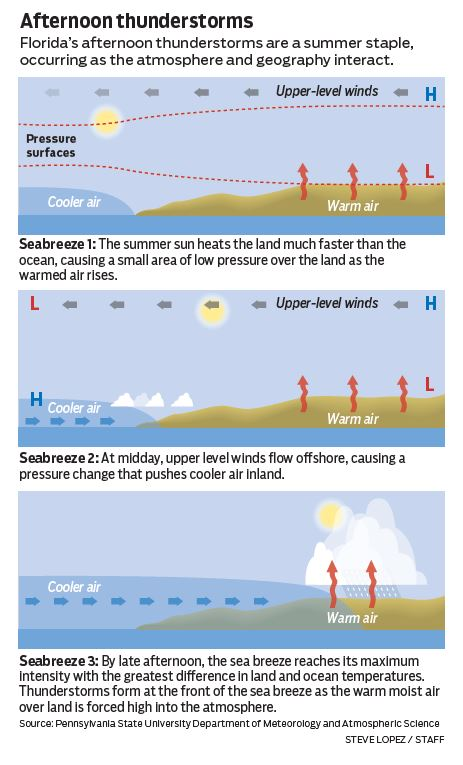 Afternoon thunderstorms
Florida's afternoon thunderstorms are a summer staple,
occurring as the atmosphere and geography interact.
Upper-level winds
H
Pressure
surfaces
L
Cooler air
Warm air
Seabreeze 1: The summer sun heats the land much faster than the
ocean, causing a small area of low pressure over the land as the
warmed air rises.
L
Upper-level winds
H
L
H
Cooler air
Warm air
Seabreeze 2: At midday, upper level winds flow offshore, causing a
pressure change that pushes cooler air inland.
Cooler air
Warm air
Seabreeze 3: By late afternoon, the sea breeze reaches its maximum
intensity with the greatest difference in land and ocean temperatures.
Thunderstorms form at the front of the sea breeze as the warm moist air
over land is forced high into the atmosphere.
Source: Pennsylvania State University Department of Meteorology and Atmospheric Science
STEVE LOPEZ / STAFF